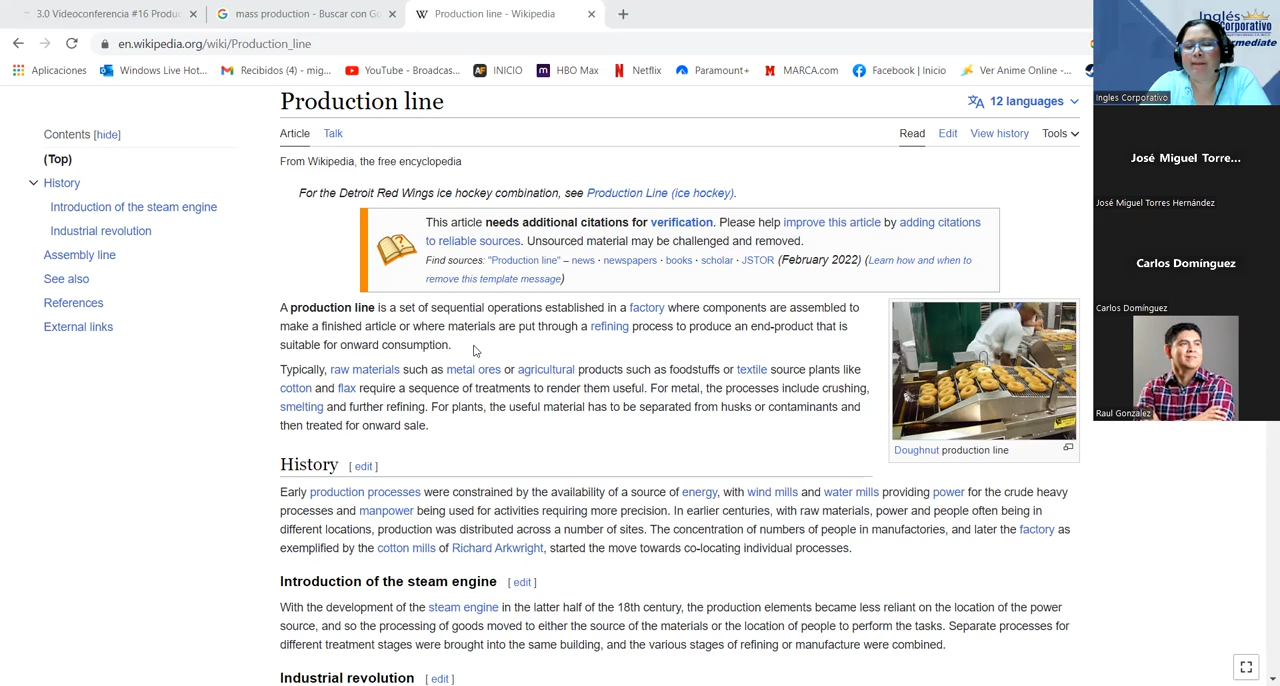 3.0 Videoconferencia #16 Produc
mass production - Buscar con Go
Production line - Wikipedia
en.wikipedia.org/wiki/Production_line
Aplicaciones
Windows Live Hot...
Recibidos (4) - mig...
YouTube - Broadcas...
INICIO
HBO Max
Netflix
Paramount+
MARCA.com
Facebook | Inicio
Ver Anime Online -...
Production line
12 languages
Contents [hide]
(Top)
History
Introduction of the steam engine
Industrial revolution
Assembly line
See also
References
External links
Article Talk
Read Edit View history Tools
From Wikipedia, the free encyclopedia
For the Detroit Red Wings ice hockey combination, see Production Line (ice hockey).
This article needs additional citations for verification. Please help improve this article by adding citations
to reliable sources. Unsourced material may be challenged and removed.
Find sources: "Production line" – news · newspapers · books · scholar · JSTOR (February 2022) (Learn how and when to
remove this template message)
A production line is a set of sequential operations established in a factory where components are assembled to
make a finished article or where materials are put through a refining process to produce an end-product that is
suitable for onward consumption.
Typically, raw materials such as metal ores or agricultural products such as foodstuffs or textile source plants like
cotton and flax require a sequence of treatments to render them useful. For metal, the processes include crushing,
smelting and further refining. For plants, the useful material has to be separated from husks or contaminants and
then treated for onward sale.
Doughnut production line
History [ edit ]
Early production processes were constrained by the availability of a source of energy, with wind mills and water mills providing power for the crude heavy
processes and manpower being used for activities requiring more precision. In earlier centuries, with raw materials, power and people often being in
different locations, production was distributed across a number of sites. The concentration of numbers of people in manufactories, and later the factory as
exemplified by the cotton mills of Richard Arkwright, started the move towards co-locating individual processes.
Introduction of the steam engine [ edit ]
With the development of the steam engine in the latter half of the 18th century, the production elements became less reliant on the location of the power
source, and so the processing of goods moved to either the source of the materials or the location of people to perform the tasks. Separate processes for
different treatment stages were brought into the same building, and the various stages of refining or manufacture were combined.
Industrial revolution [ edit ]
Inglés
Corporativo
Ingles Corporativo
José Miguel Torre...
José Miguel Torres Hernández
Carlos Domínguez
Carlos Domínguez
Raul Gonzalez